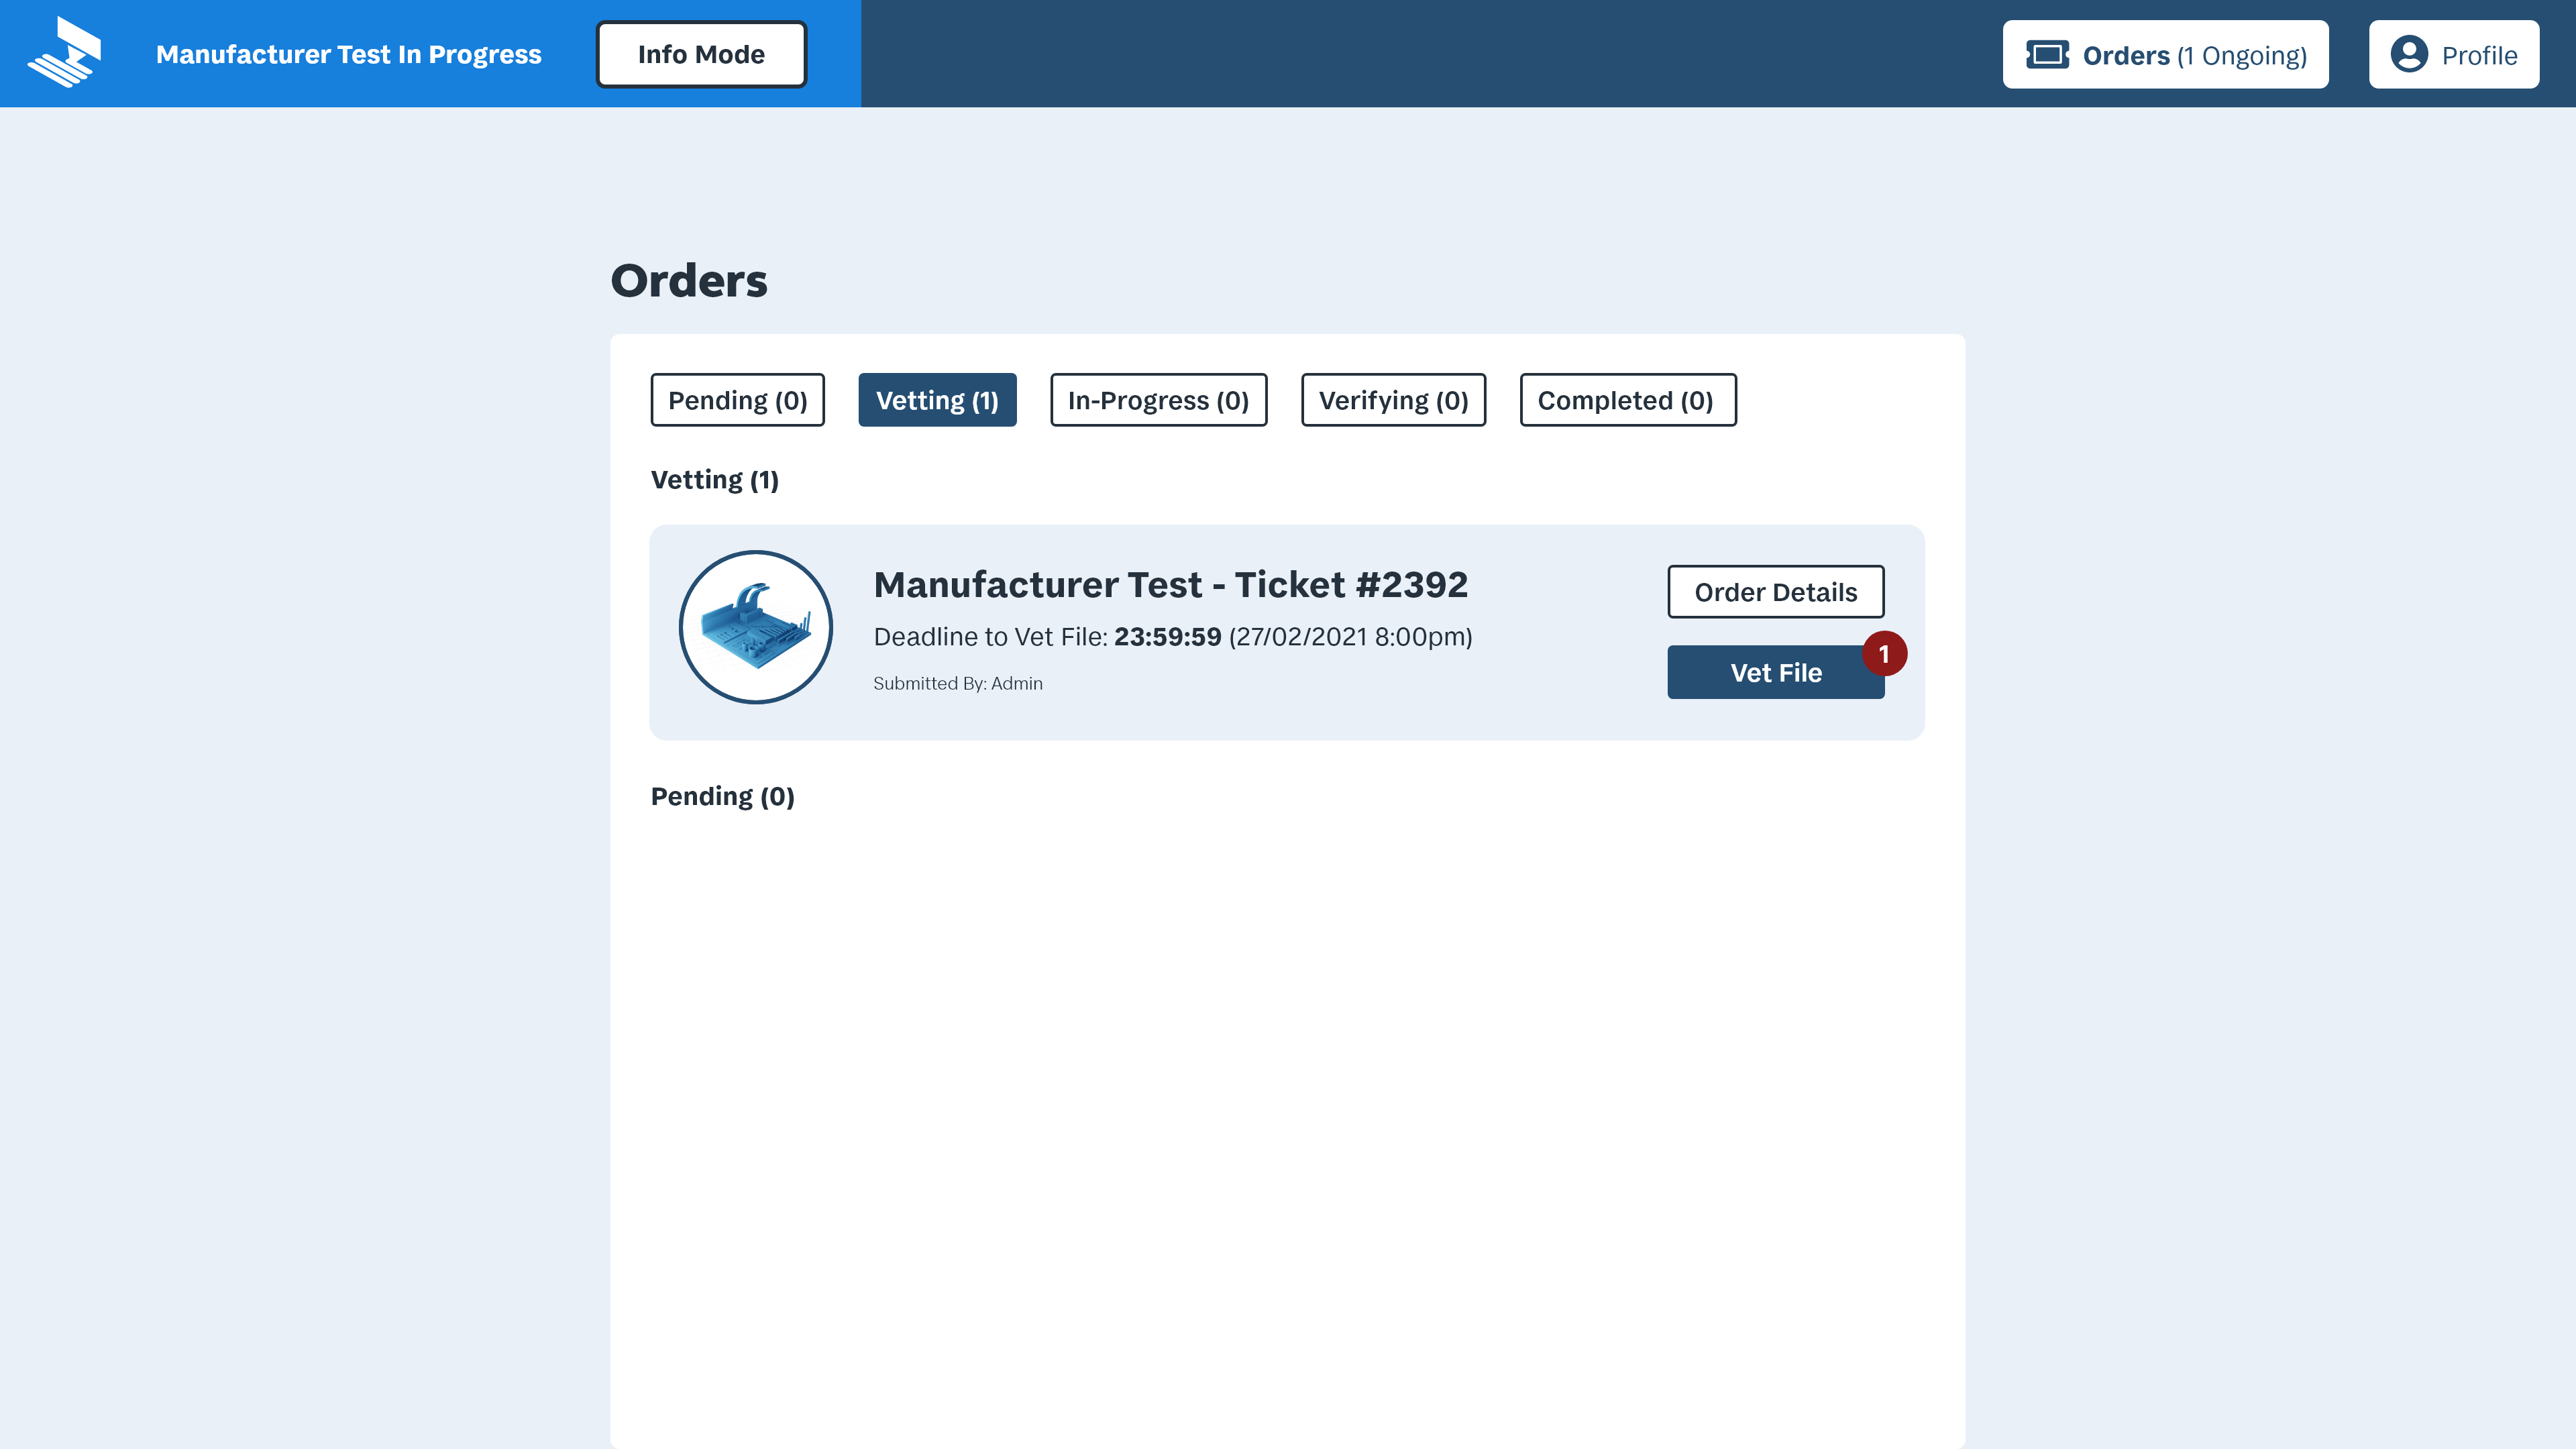 Manufacturer Test In Progress
Info Mode
Orders (1 Ongoing)
Profile
Orders
Pending (0)
Vetting (1)
In-Progress (0)
Verifying (0)
Completed (0)
Vetting (1)
Manufacturer Test - Ticket #2392
Deadline to Vet File: 23:59:59 (27/02/2021 8:00pm)
Submitted By: Admin
Order Details
Vet File
1
Pending (0)